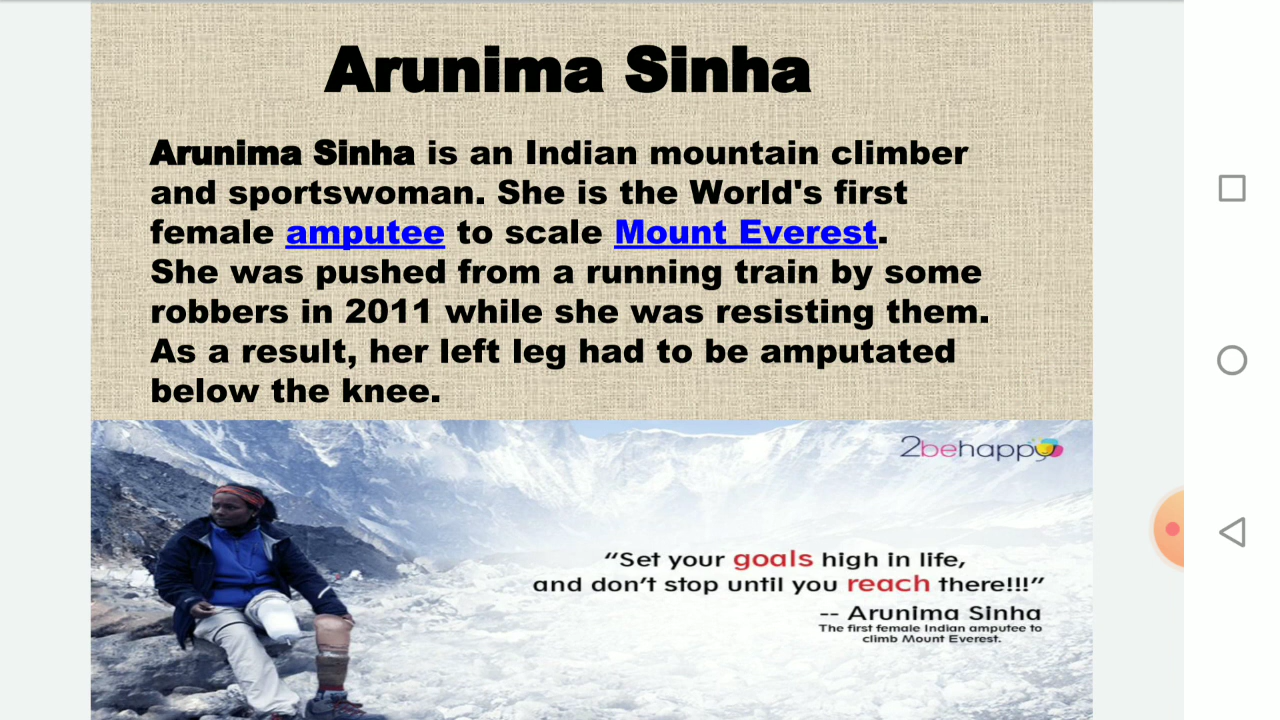 Arunima Sinha
Arunima Sinha is an Indian mountain climber
and sportswoman. She is the World's first
female amputee to scale Mount Everest.
She was pushed from a running train by some
robbers in 2011 while she was resisting them.
As a result, her left leg had to be amputated
below the knee.
2behappy
“Set your goals high in life,
and don’t stop until you reach there!!!”
-- Arunima Sinha
The first female Indian amputee to
climb Mount Everest.